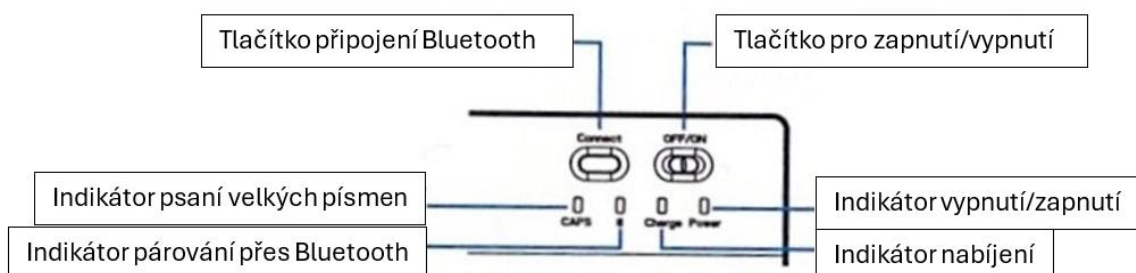 Tlačítko připojení Bluetooth
Tlačítko pro zapnutí/vypnutí
Connect
OFF/ON
Indikátor psaní velkých písmen
Indikátor vypnutí/zapnutí
CAPS
Charge Power
Indikátor párování přes Bluetooth
Indikátor nabíjení